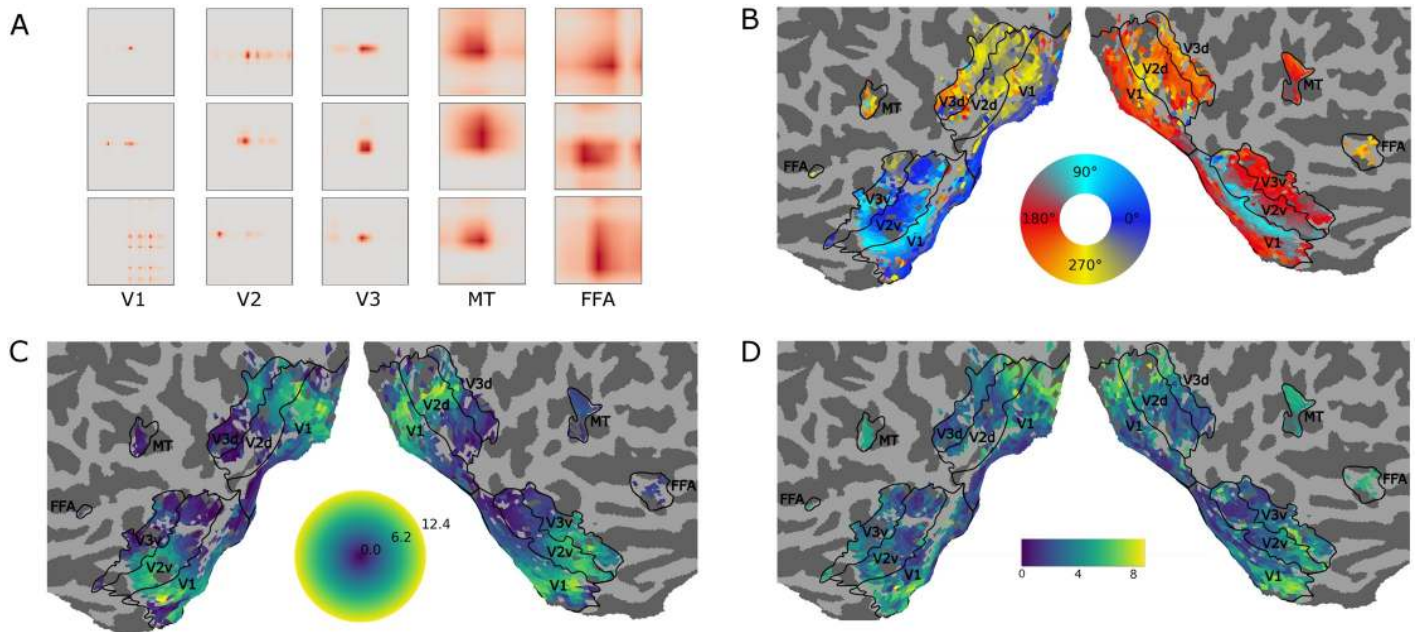 A
V1 V2 V3 MT FFA
B
V3d
V2d
V1
MT
FFA
V3d V2d V1
MT
FFA
V3v
V2v
V1
90°
180° 0°
270°
V3v
V2v
V1
C
V3d
V2d
V1
MT
FFA
V3d V2d V1
MT
FFA
V3v
V2v
V1
12.4
6.2
0.0
V3v
V2v
V1
D
V3d
V2d
V1
MT
FFA
V3d V2d V1
MT
FFA
V3v
V2v
V1
0 4 8
V3v
V2v
V1